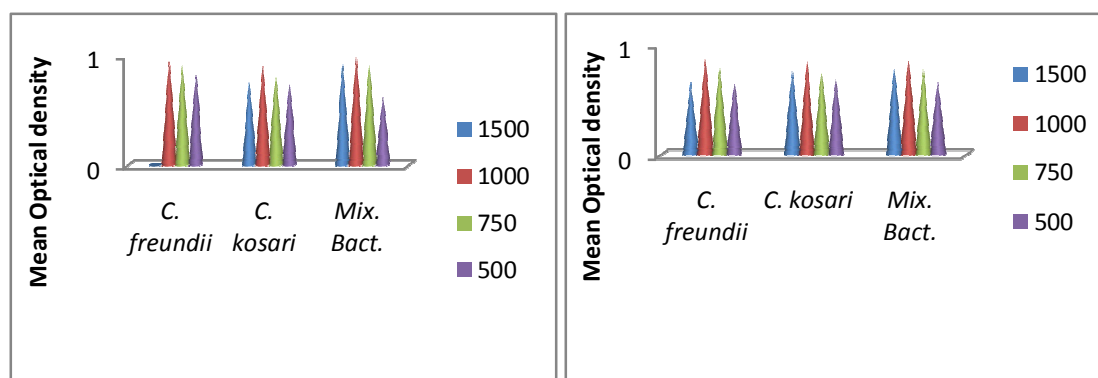 Mean Optical density
1
0
C.
freundii
C.
kosari
Mix.
Bact.
1500
1000
750
500
Mean Optical density
1
0
C.
freundii
C. kosari
Mix.
Bact.
1500
1000
750
500